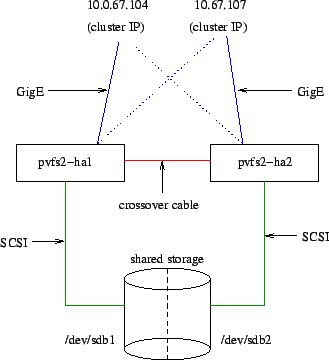 10.0.67.104 10.67.107
(cluster IP) (cluster IP)
GigE GigE
pvfs2-ha1 pvfs2-ha2
crossover cable
SCSI SCSI
shared storage
/dev/sdb1 /dev/sdb2